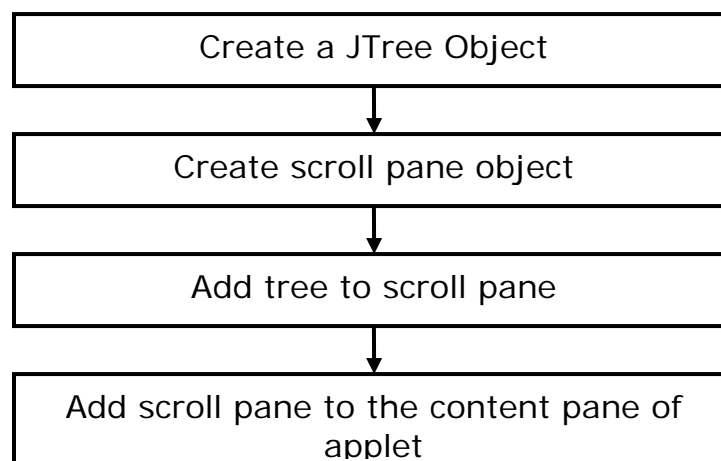 Create a JTree Object
Create scroll pane object
Add tree to scroll pane
Add scroll pane to the content pane of
applet